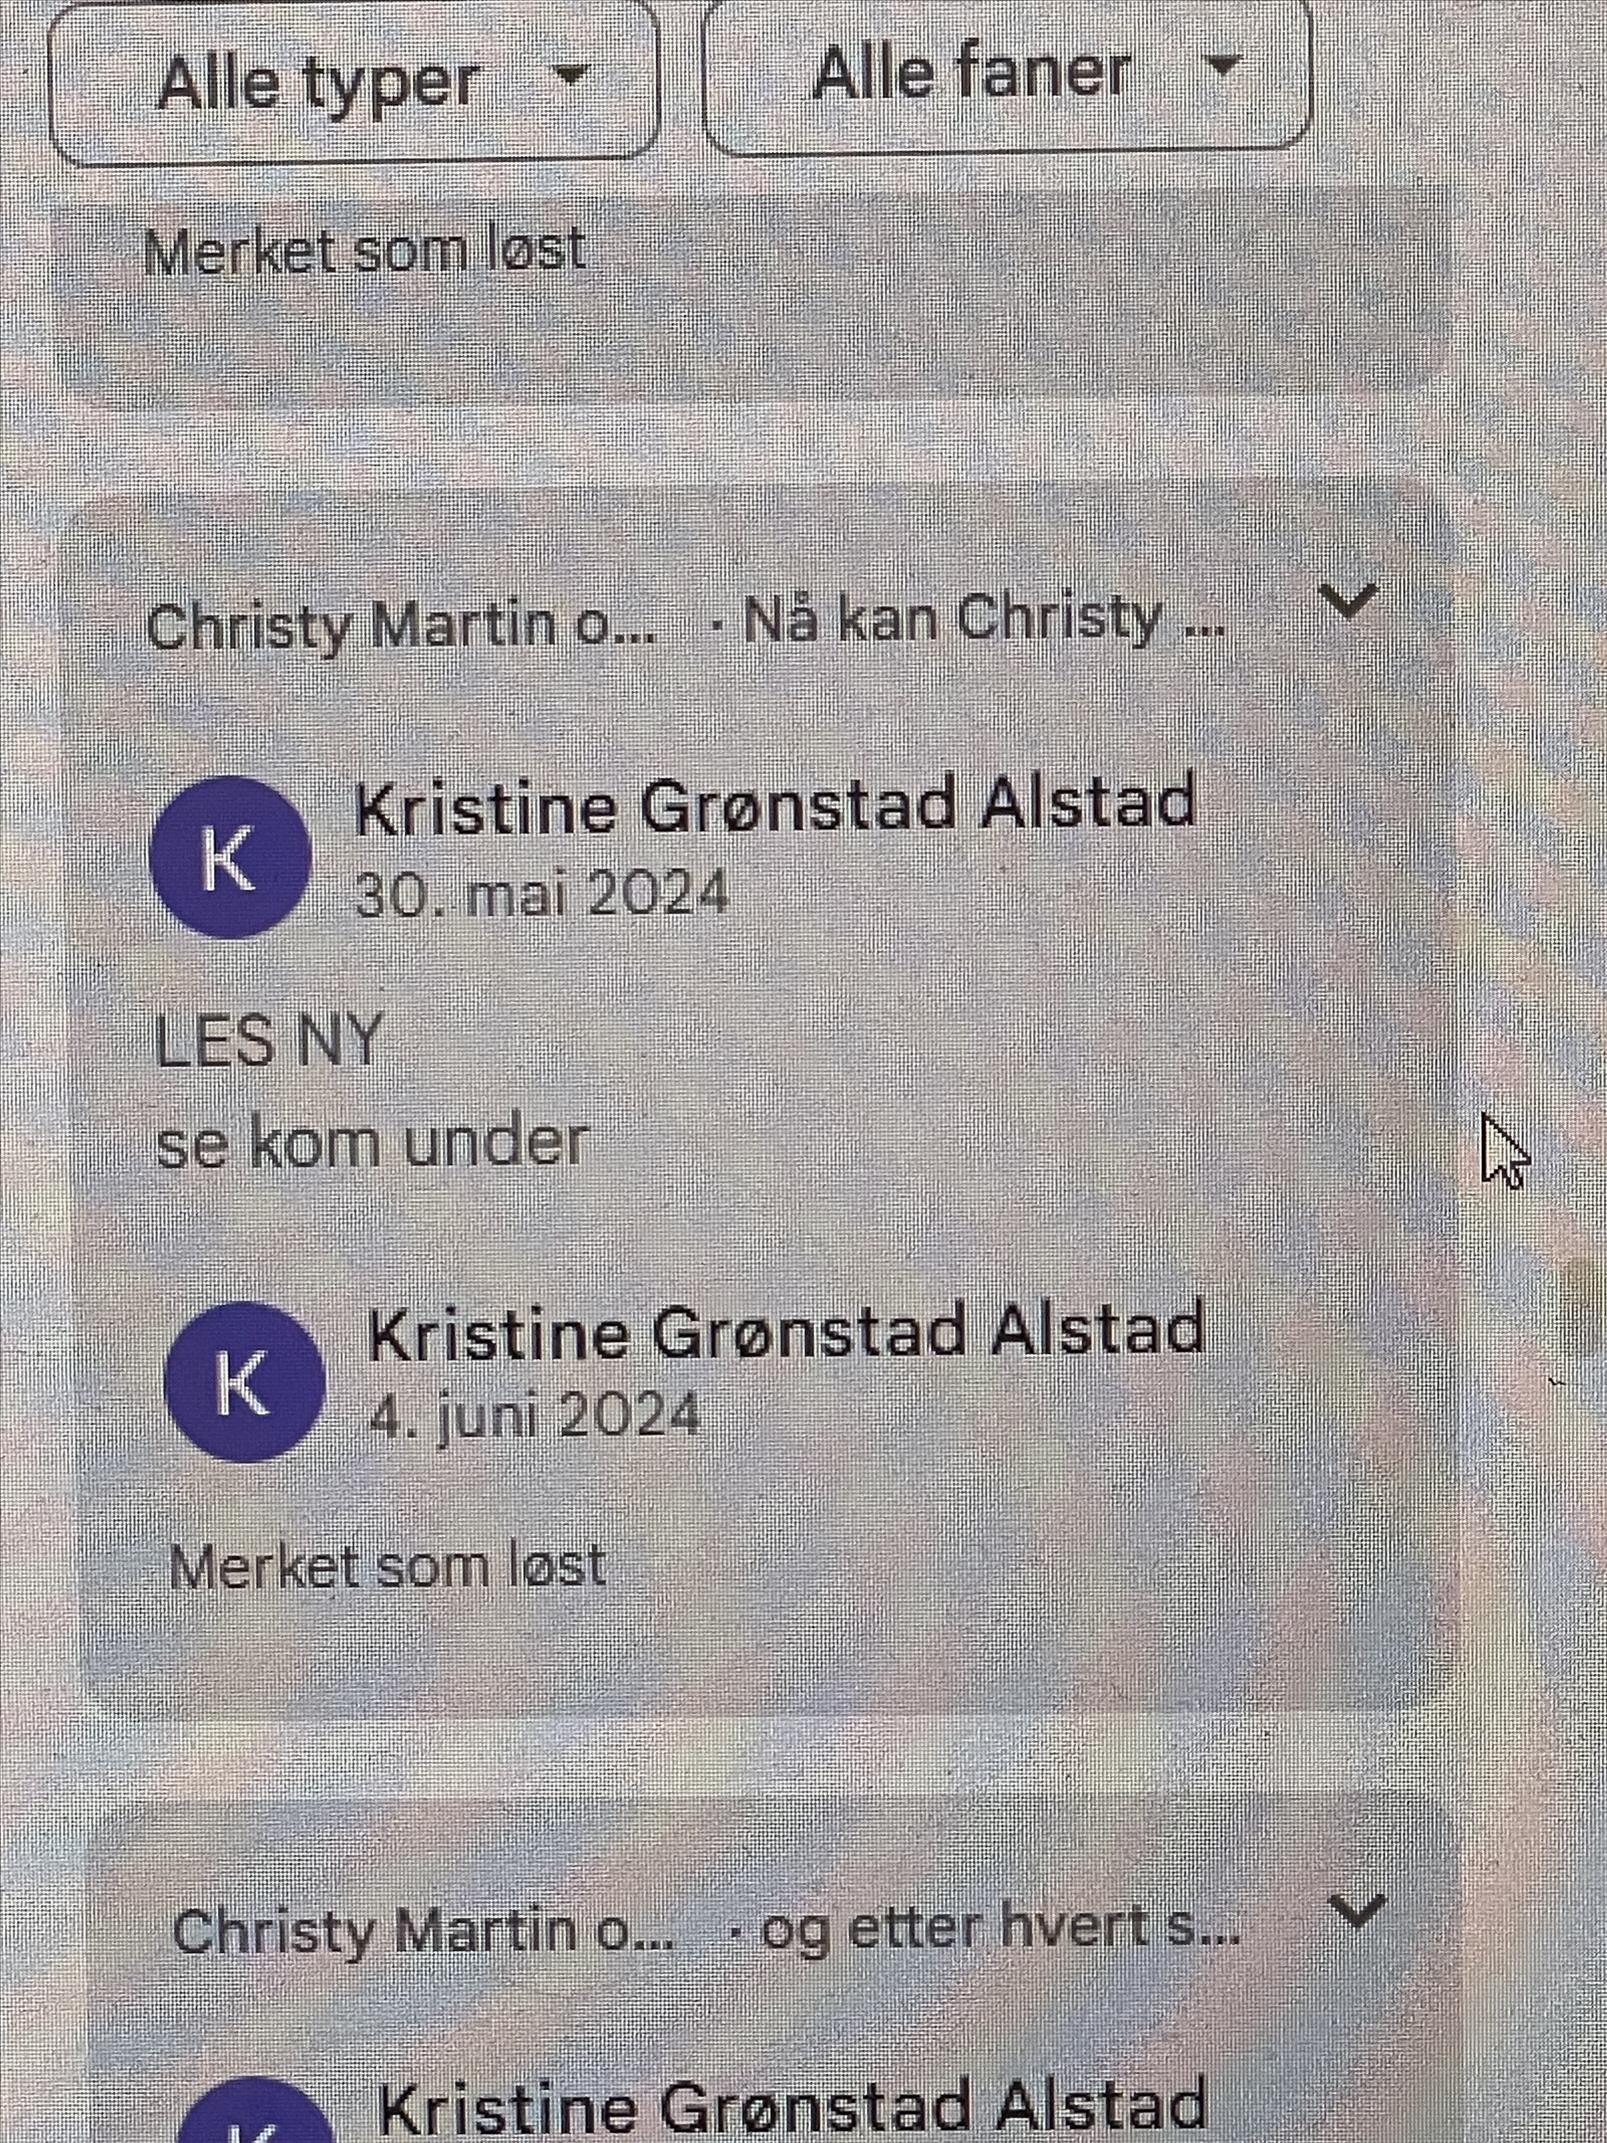 Alle typer
Alle faner
Merket som løst
Christy Martin o... · Nå kan Christy ...
K
Kristine Grønstad Alstad
30. mai 2024
LES NY
se kom under
K
Kristine Grønstad Alstad
4. juni 2024
Merket som løst
Christy Martin o... · og etter hvert s...
K
Kristine Grønstad Alstad